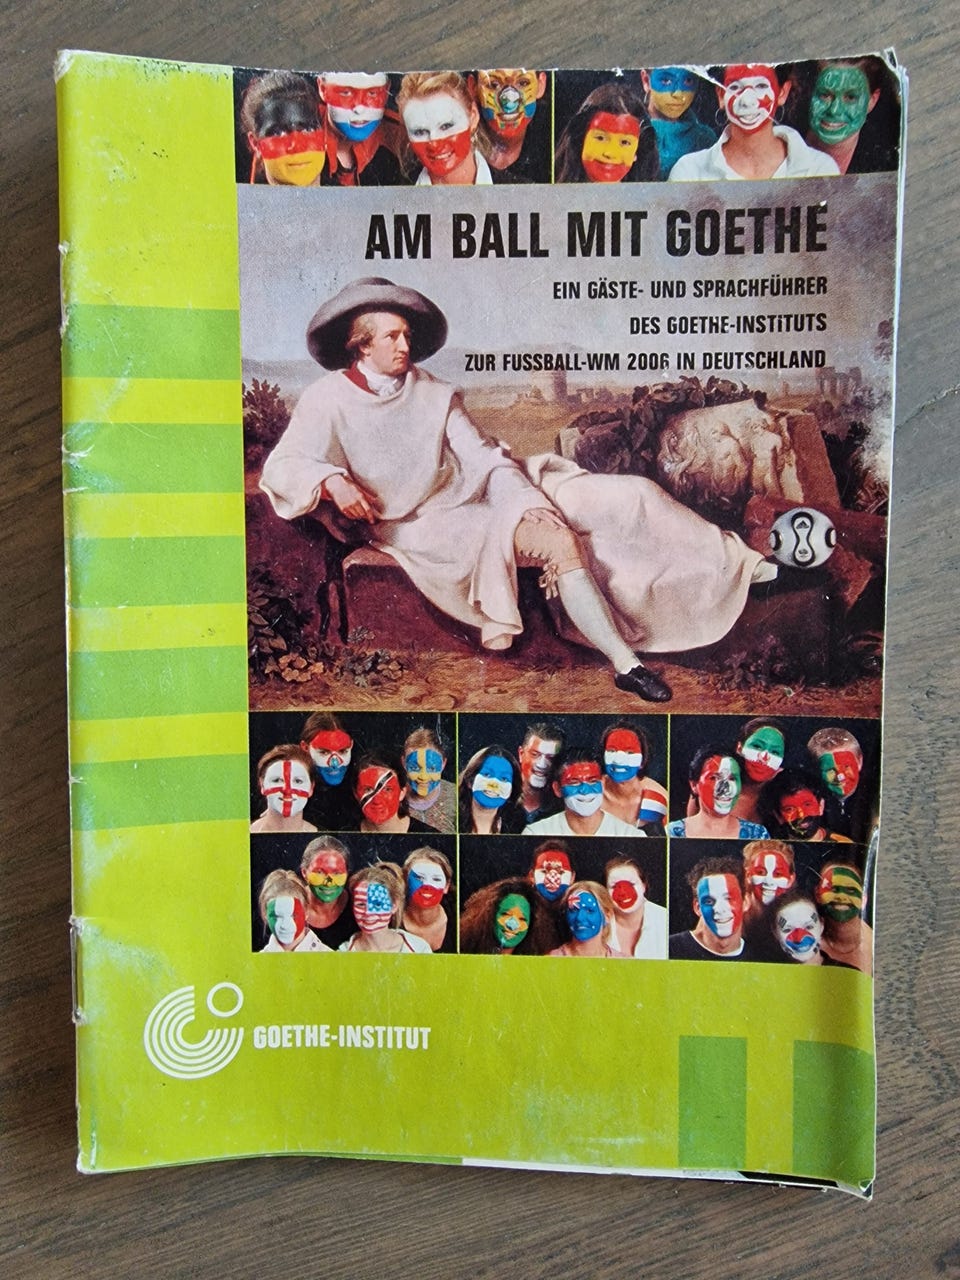 AM BALL MIT GOETHE
EIN GÄSTE- UND SPRACHFÜHRER
DES GOETHE-INSTiTUTS
ZUR FUSSBALL-WM 2006 IN DEUTSCHLAND
GOETHE-INSTITUT